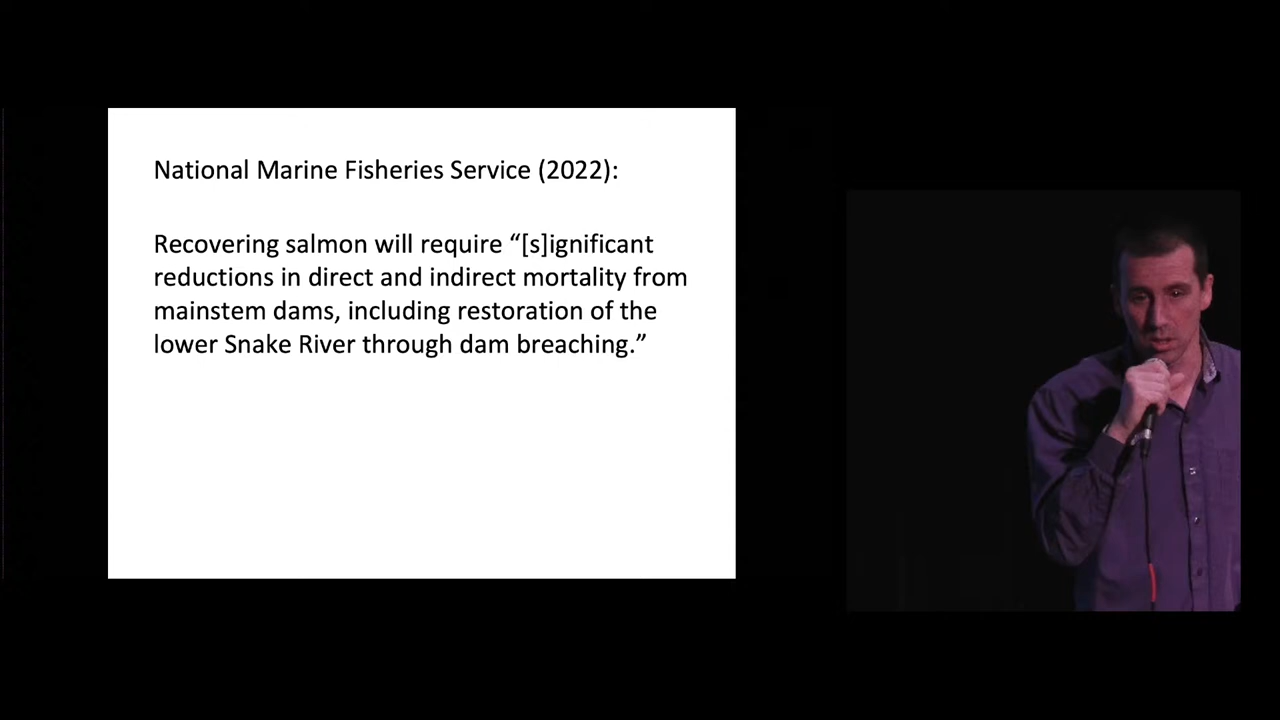 National Marine Fisheries Service (2022):
Recovering salmon will require “[s]ignificant
reductions in direct and indirect mortality from
mainstem dams, including restoration of the
lower Snake River through dam breaching.”